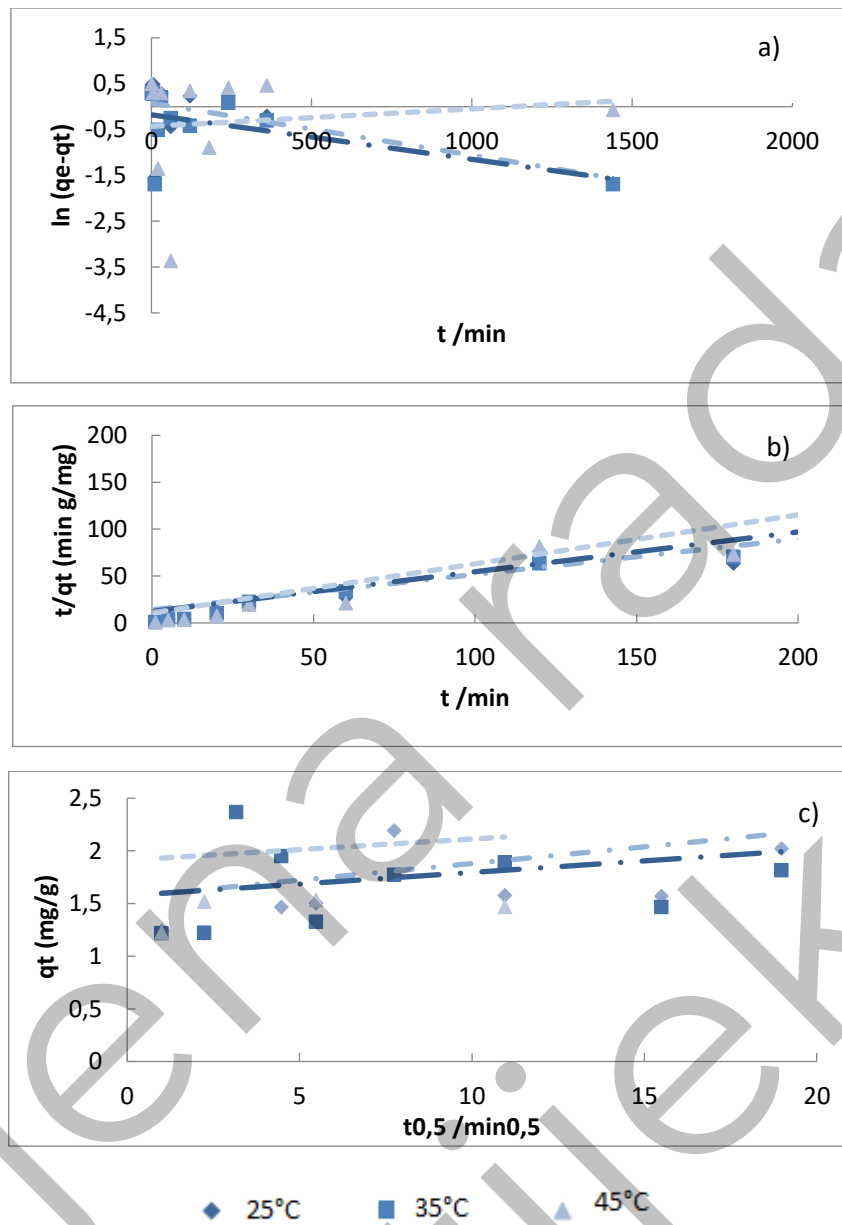 a)
1,5
0,5
-0,5
-1,5
-2,5
-3,5
-4,5
0 500 1000 1500 2000
ln (qe-qt)
t /min
b)
200
150
100
50
0
0 50 100 150 200
t/qt (min g/mg)
t /min
c)
2,5
2
1,5
1
0,5
0
0 5 10 15 20
qt (mg/g)
t0,5 /min0,5
25°C 35°C 45°C